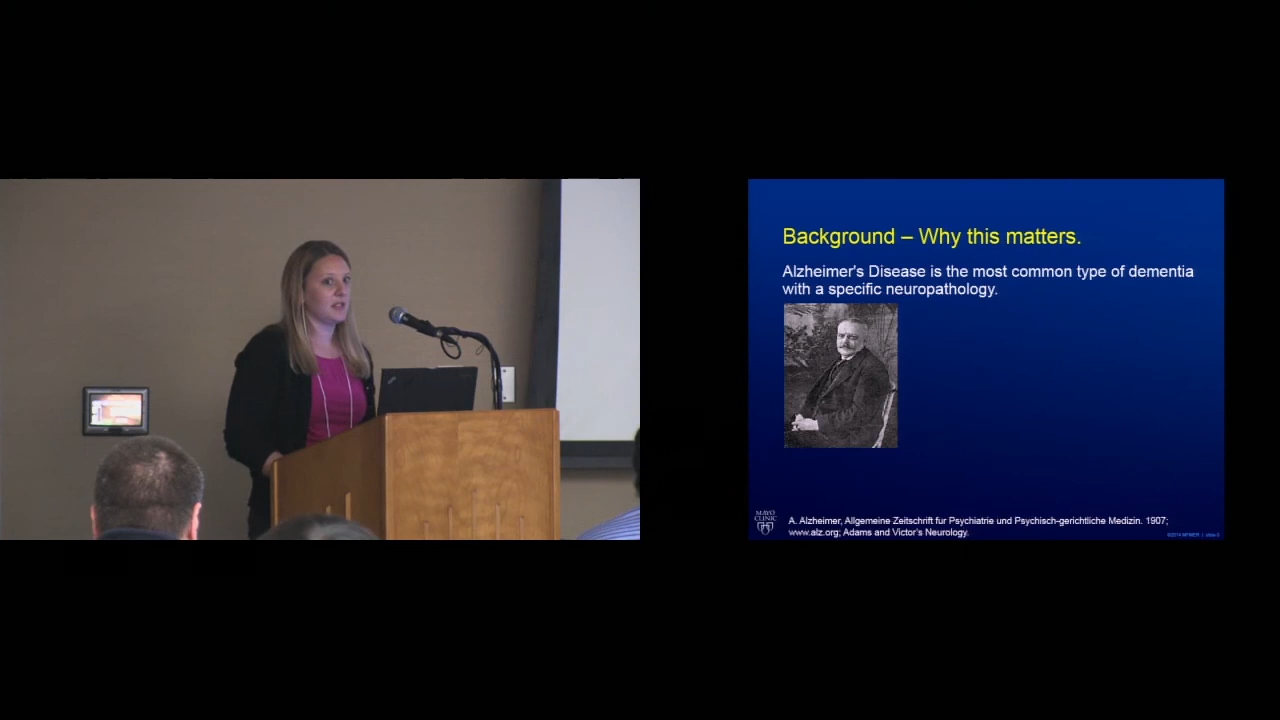 Background – Why this matters.
Alzheimer's Disease is the most common type of dementia
with a specific neuropathology.
MAYO
CLINIC
A. Alzheimer, Allgemeine Zeitschrift fur Psychiatrie und Psychisch-gerichtliche Medizin. 1907;
www.alz.org; Adams and Victor's Neurology.